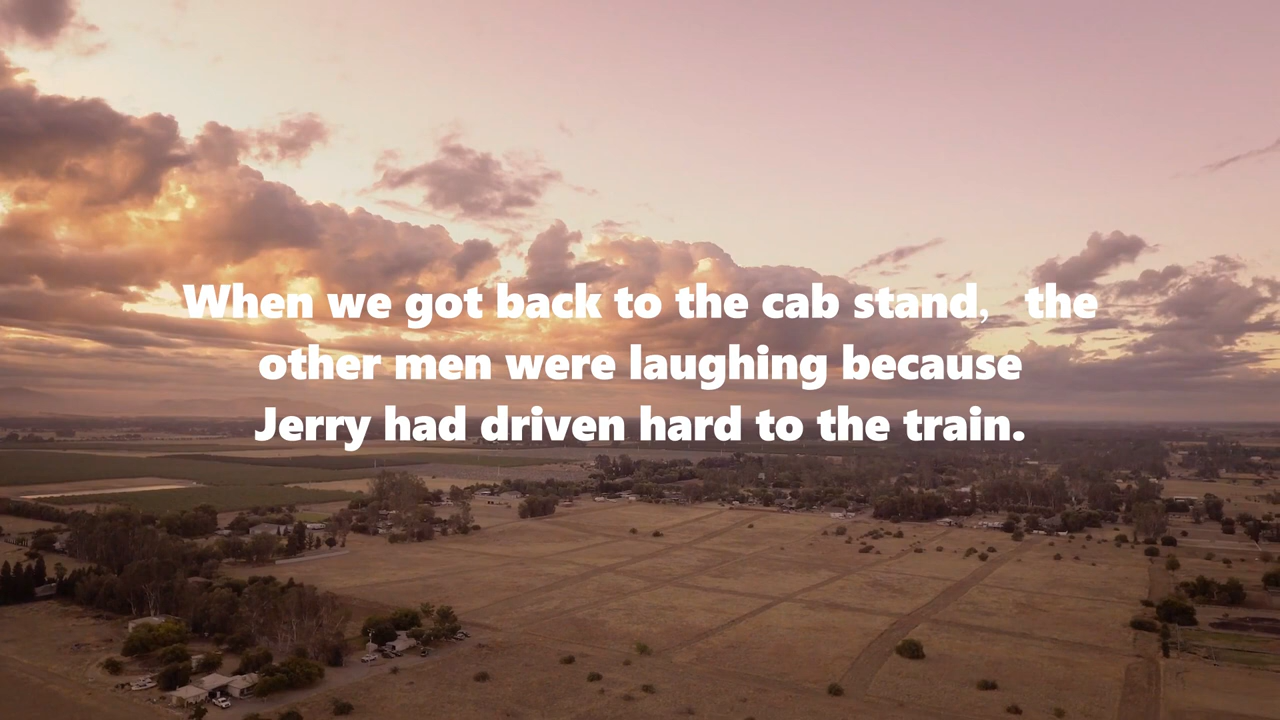 When we got back to the cab stand， the
other men were laughing because
Jerry had driven hard to the train.